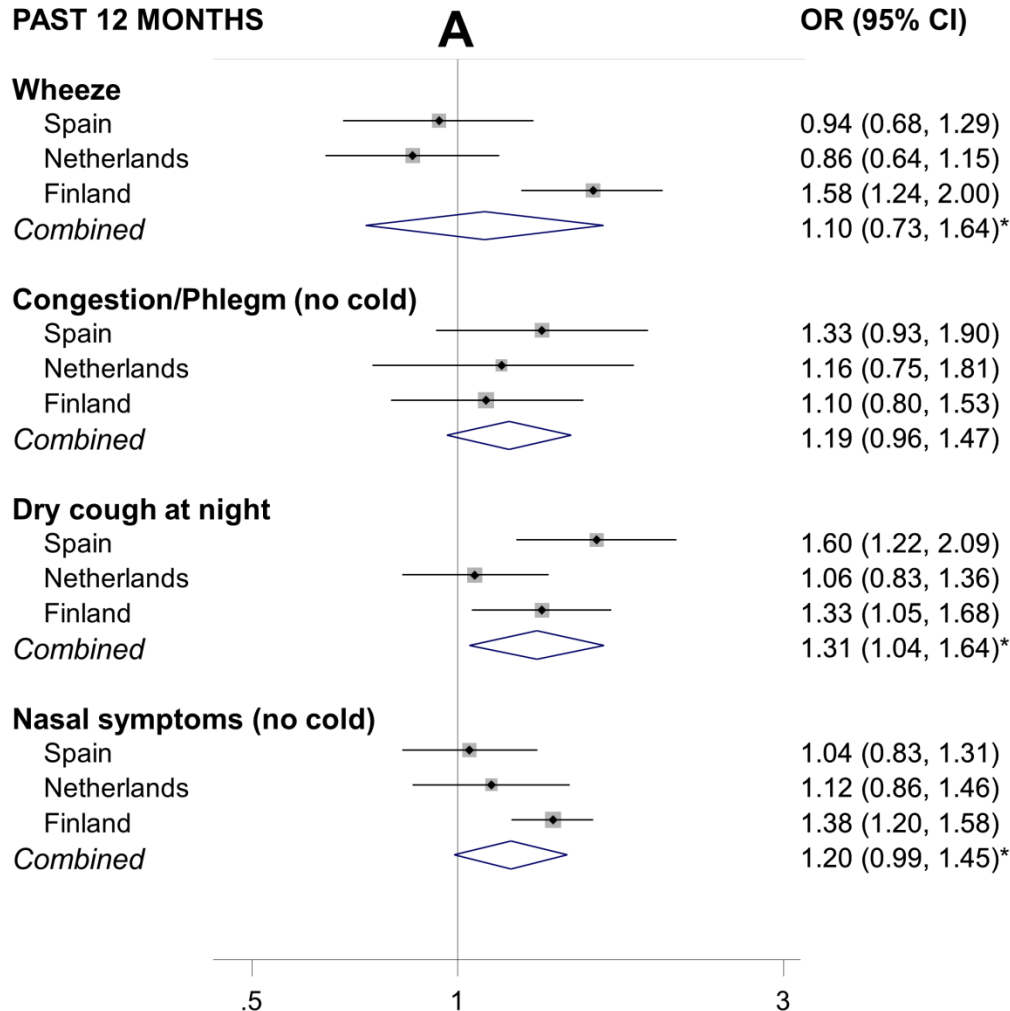 PAST 12 MONTHS A OR (95% CI)
Wheeze
Spain 0.94 (0.68, 1.29)
Netherlands 0.86 (0.64, 1.15)
Finland 1.58 (1.24, 2.00)
Combined 1.10 (0.73, 1.64)*
Congestion/Phlegm (no cold)
Spain 1.33 (0.93, 1.90)
Netherlands 1.16 (0.75, 1.81)
Finland 1.10 (0.80, 1.53)
Combined 1.19 (0.96, 1.47)
Dry cough at night
Spain 1.60 (1.22, 2.09)
Netherlands 1.06 (0.83, 1.36)
Finland 1.33 (1.05, 1.68)
Combined 1.31 (1.04, 1.64)*
Nasal symptoms (no cold)
Spain 1.04 (0.83, 1.31)
Netherlands 1.12 (0.86, 1.46)
Finland 1.38 (1.20, 1.58)
Combined 1.20 (0.99, 1.45)*
.5 1 3